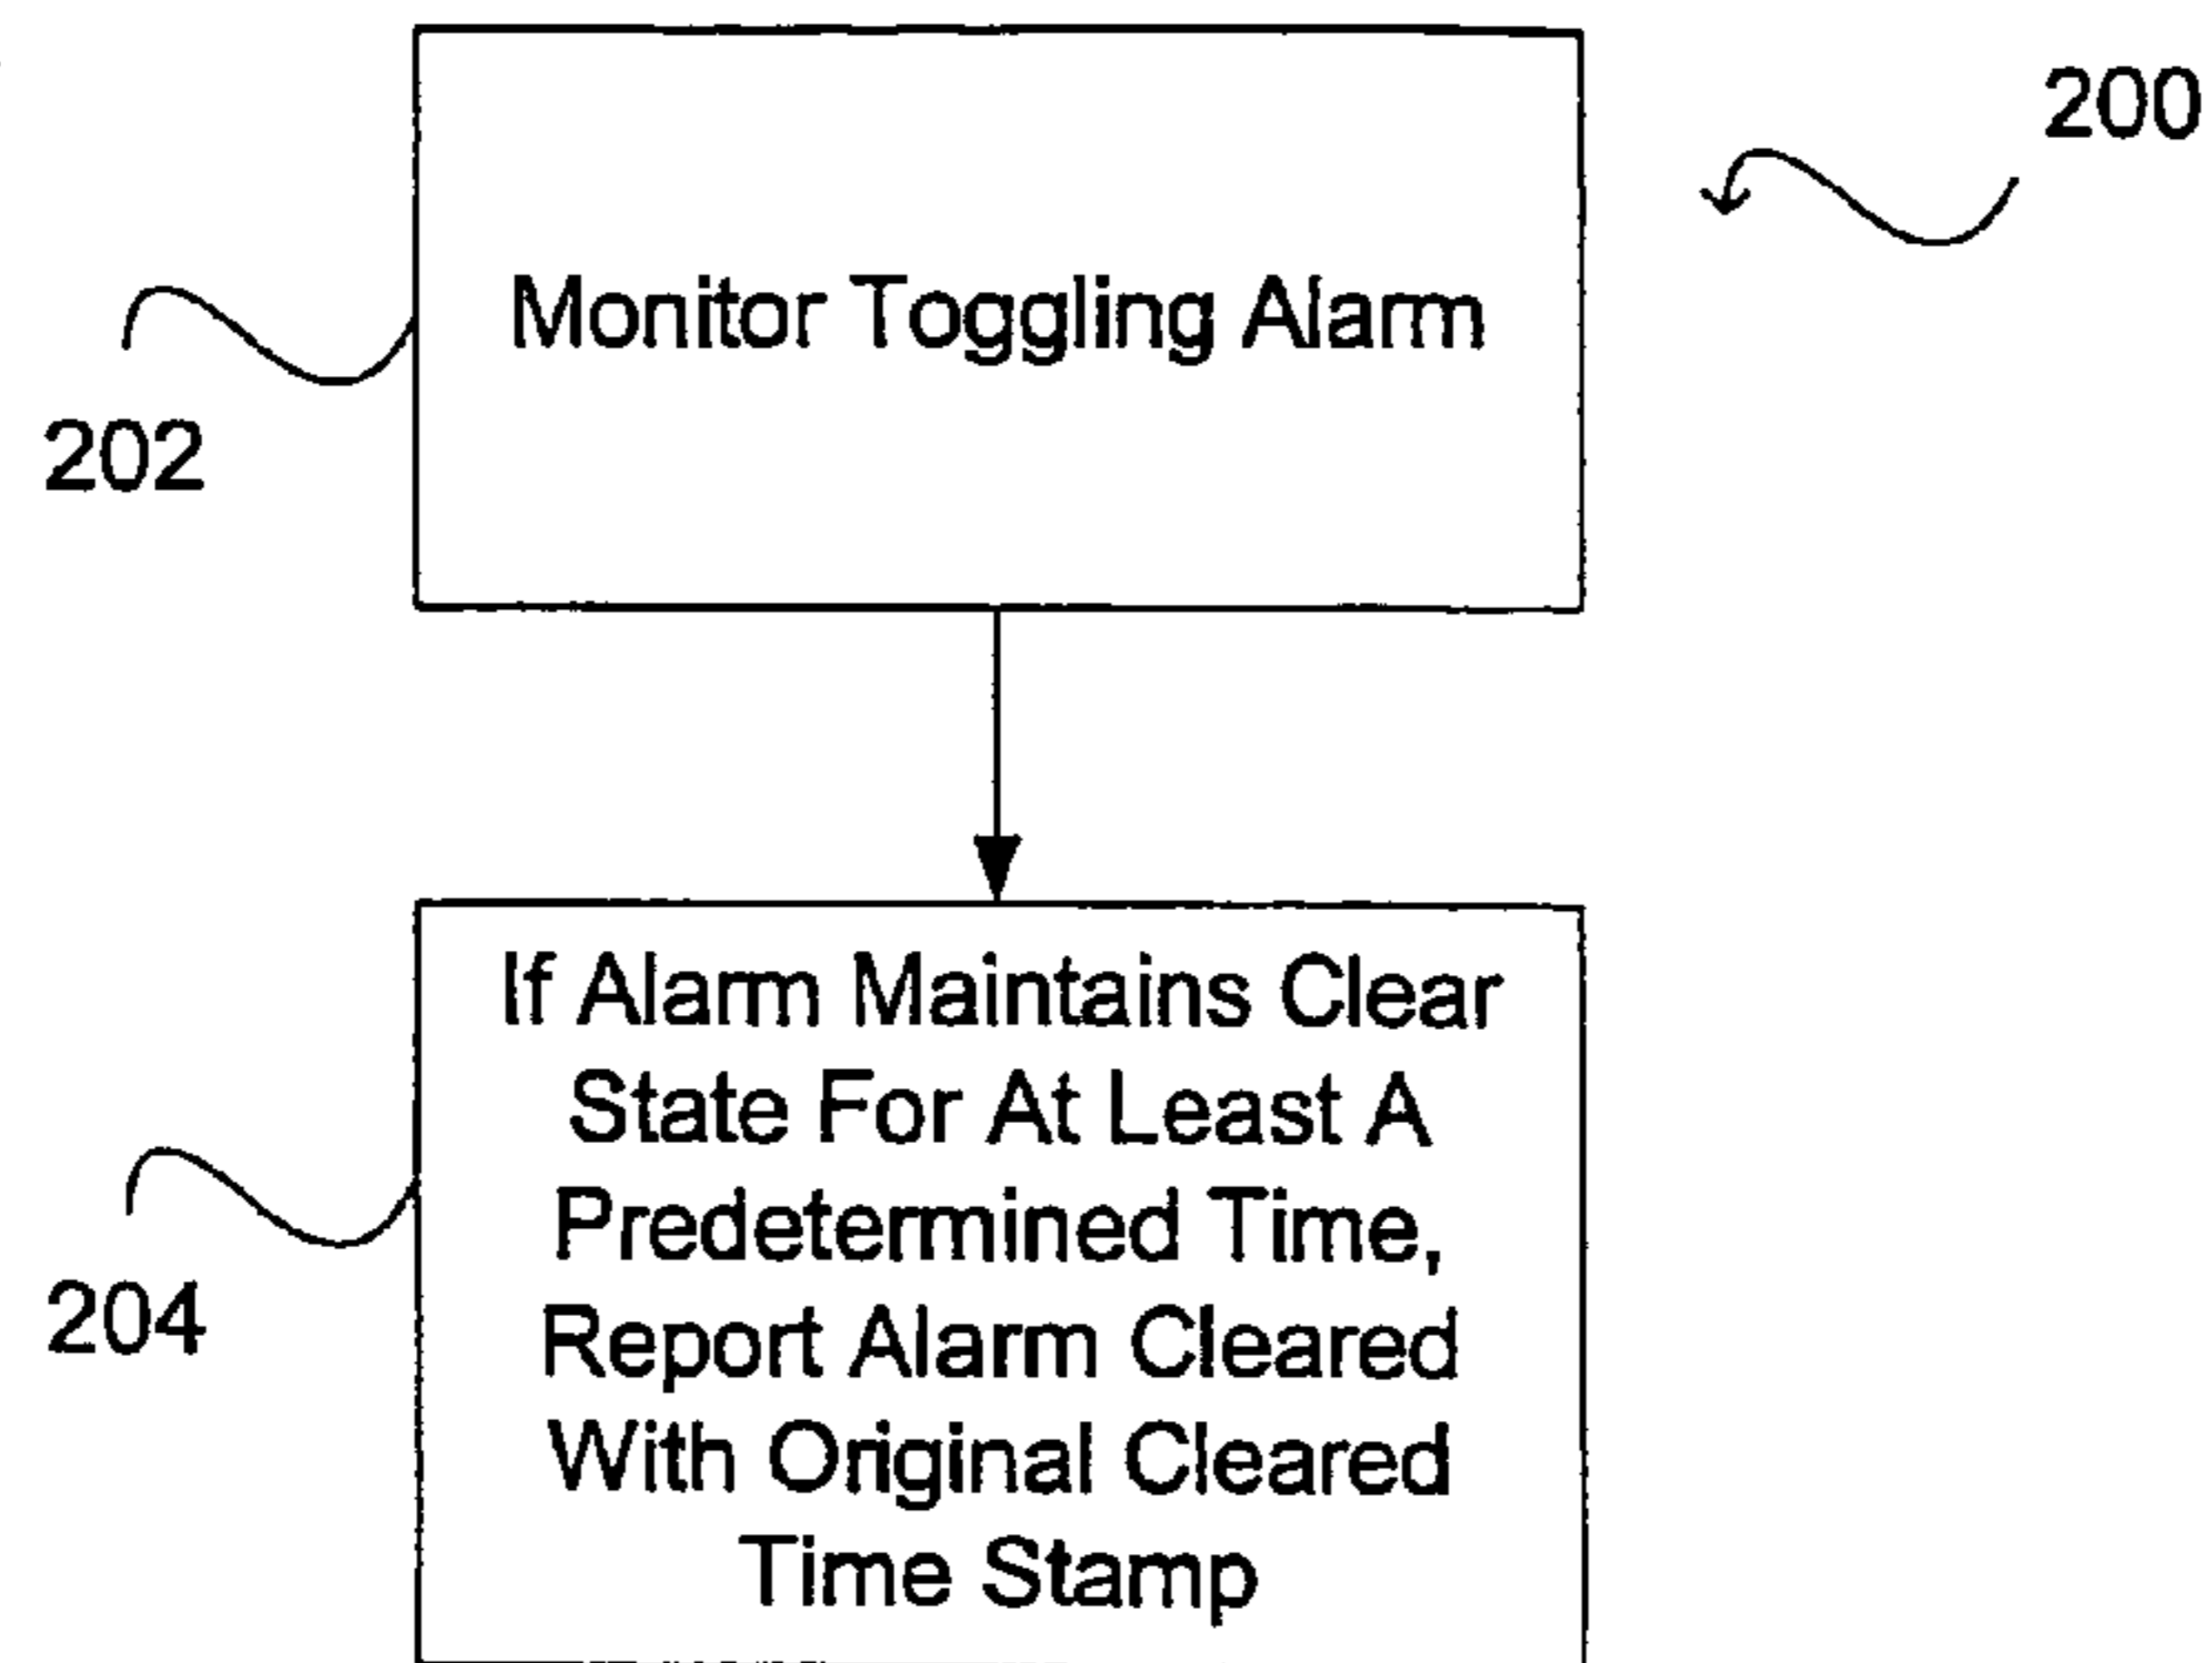 200
Monitor Toggling Alarm
202
If Alarm Maintains Clear
State For At Least A
Predetermined Time,
Report Alarm Cleared
With Original Cleared
Time Stamp
204